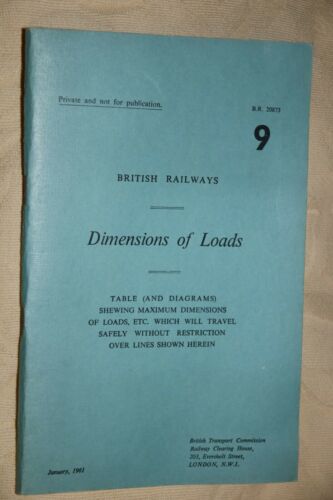 Private and not for publication.
B.R. 20873
9
BRITISH RAILWAYS
Dimensions of Loads
TABLE (AND DIAGRAMS)
SHEWING MAXIMUM DIMENSIONS
OF LOADS, ETC. WHICH WILL TRAVEL
SAFELY WITHOUT RESTRICTION
OVER LINES SHOWN HEREIN
British Transport Commission
Railway Clearing House,
203, Eversholt Street,
LONDON, N.W.1.
January, 1961